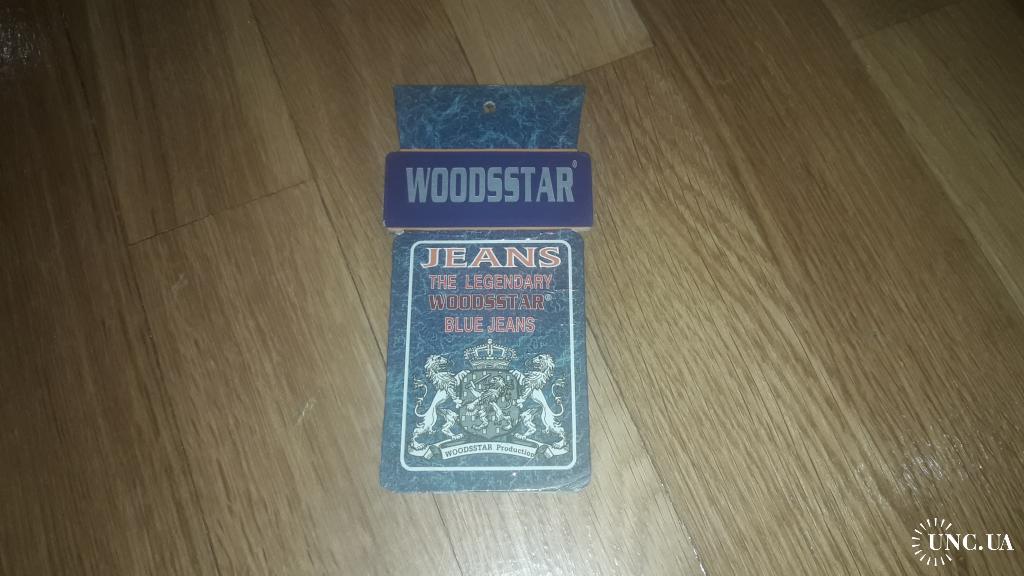 WOODSSTAR®
JEANS
THE LEGENDARY
WOODSSTAR®
BLUE JEANS
WOODSSTAR Production
UNC.UA